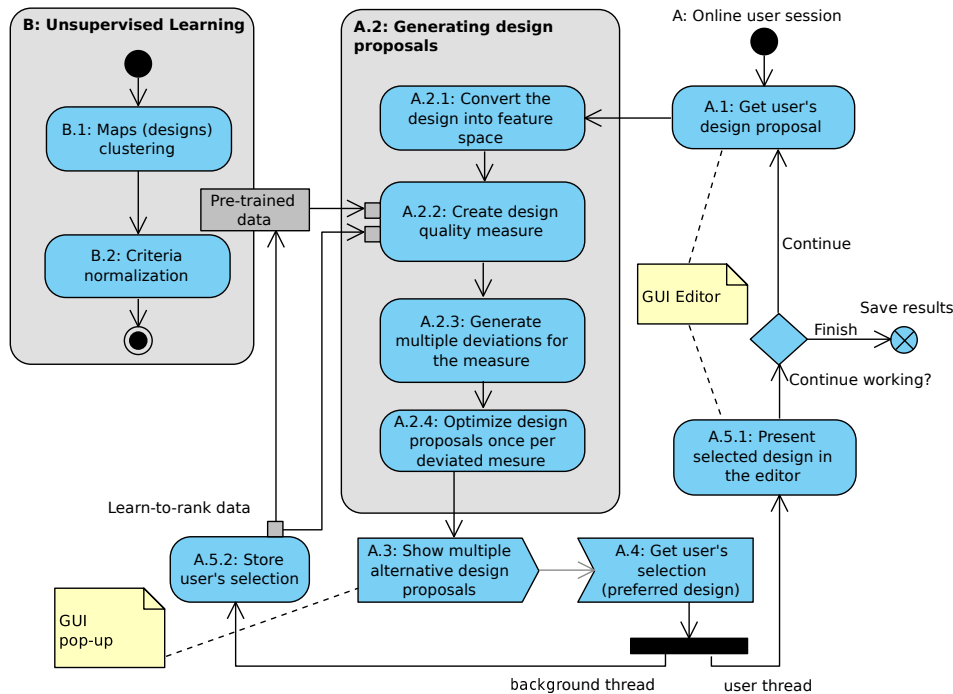 B: Unsupervised Learning
B.1: Maps (designs)
clustering
B.2: Criteria
normalization
Pre-trained
data
A.2: Generating design
proposals
A.2.1: Convert the
design into feature
space
A.2.2: Create design
quality measure
A.2.3: Generate
multiple deviations for
the measure
A.2.4: Optimize design
proposals once per
deviated mesure
A: Online user session
A.1: Get user's
design proposal
Continue
GUI Editor
Save results
Finish
Continue working?
A.5.1: Present
selected design in
the editor
Learn-to-rank data
A.5.2: Store
user's selection
A.3: Show multiple
alternative design
proposals
A.4: Get user's
selection
(preferred design)
GUI
pop-up
background thread
user thread